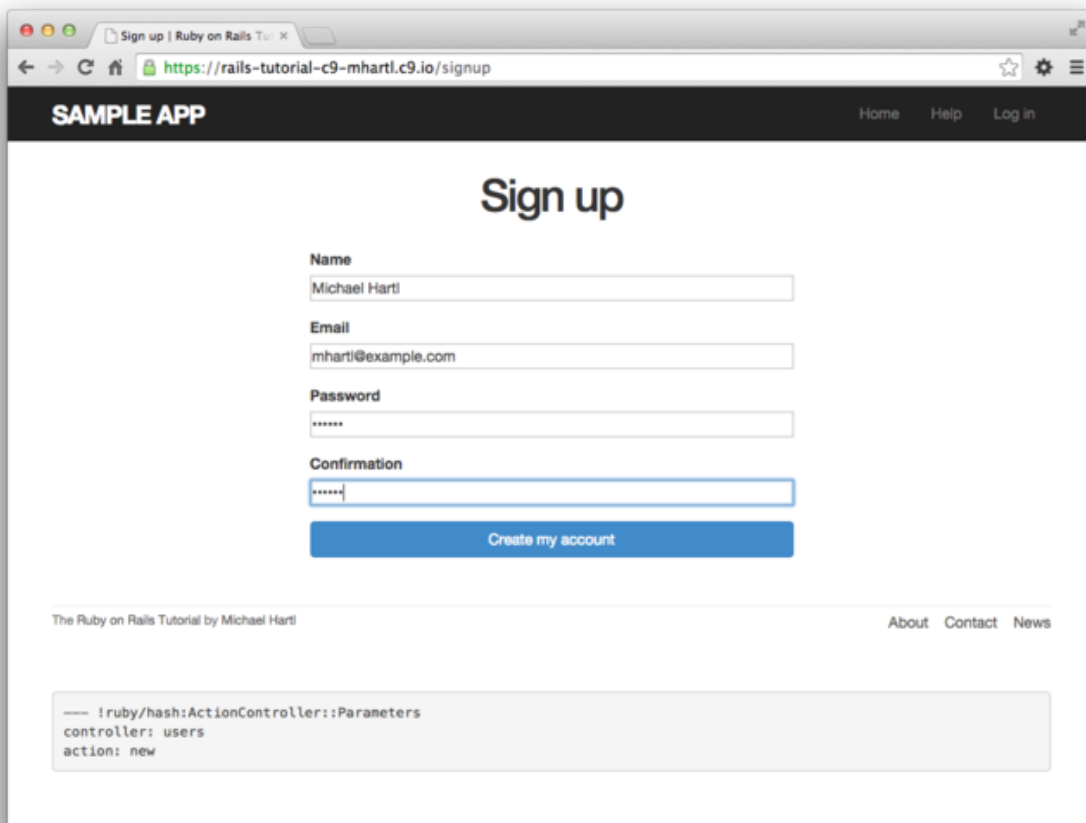 Sign up | Ruby on Rails Tu
https://rails-tutorial-c9-mhartl.c9.io/signup
SAMPLE APP
Home Help Log in
Sign up
Name
Michael Hartl
Email
mhartl@example.com
Password
••••••
Confirmation
••••••
Create my account
The Ruby on Rails Tutorial by Michael Hartl
About Contact News
--- !ruby/hash:ActionController::Parameters
controller: users
action: new